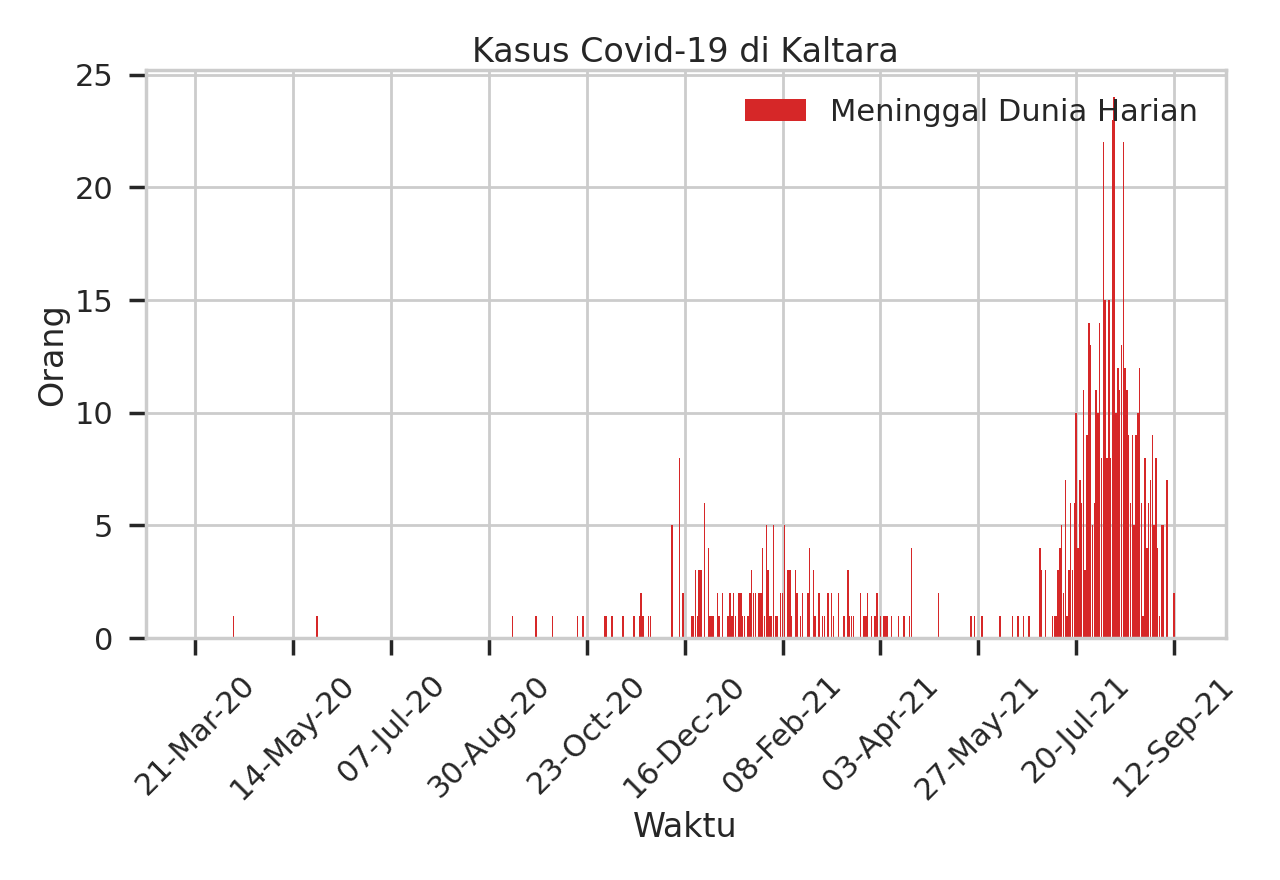 Kasus Covid-19 di Kaltara
Meninggal Dunia Harian
Orang
25
20
15
10
5
0
21-Mar-20
14-May-20
07-Jul-20
30-Aug-20
23-Oct-20
16-Dec-20
08-Feb-21
03-Apr-21
27-May-21
20-Jul-21
12-Sep-21
Waktu